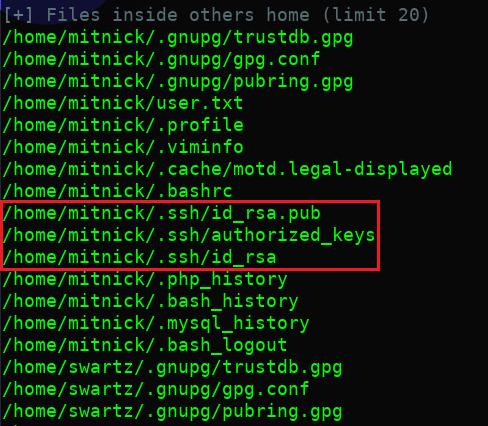 [+] Files inside others home (limit 20)
/home/mitnick/.gnupg/trustdb.gpg
/home/mitnick/.gnupg/gpg.conf
/home/mitnick/.gnupg/pubring.gpg
/home/mitnick/user.txt
/home/mitnick/.profile
/home/mitnick/.viminfo
/home/mitnick/.cache/motd.legal-displayed
/home/mitnick/.bashrc
/home/mitnick/.ssh/id_rsa.pub
/home/mitnick/.ssh/authorized_keys
/home/mitnick/.ssh/id_rsa
/home/mitnick/.php_history
/home/mitnick/.bash_history
/home/mitnick/.mysql_history
/home/mitnick/.bash_logout
/home/swartz/.gnupg/trustdb.gpg
/home/swartz/.gnupg/gpg.conf
/home/swartz/.gnupg/pubring.gpg